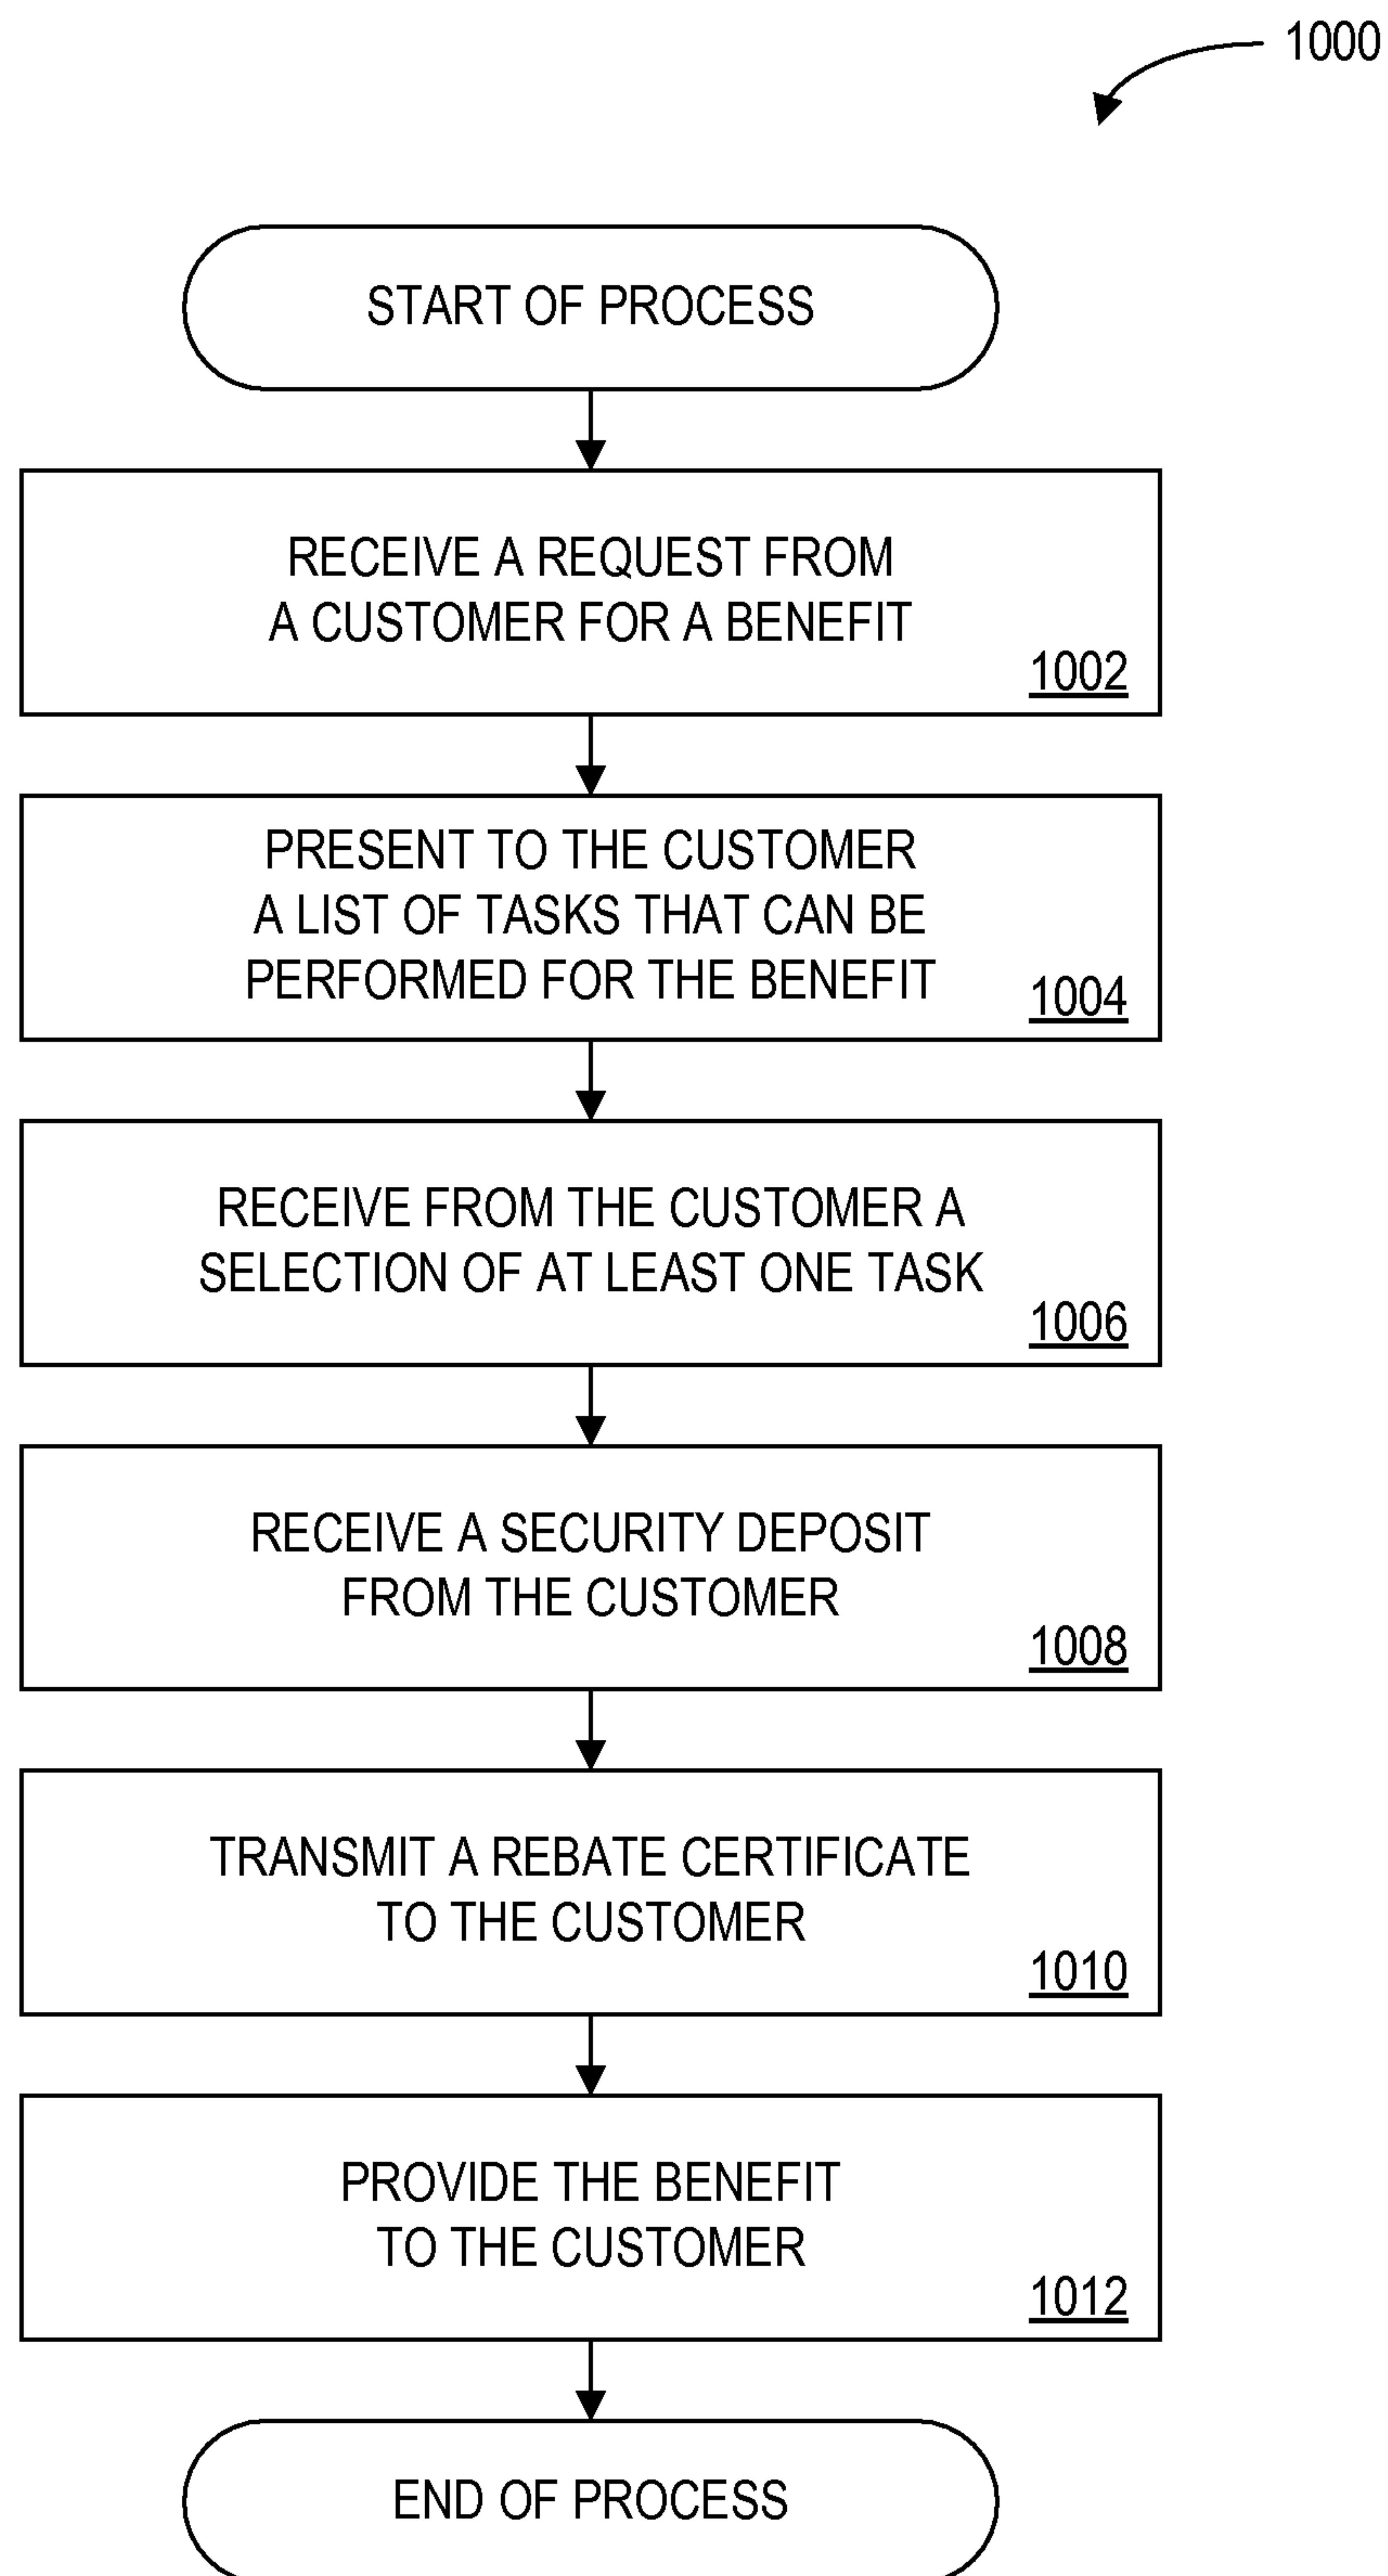 1000
START OF PROCESS
RECEIVE A REQUEST FROM
A CUSTOMER FOR A BENEFIT
1002
PRESENT TO THE CUSTOMER
A LIST OF TASKS THAT CAN BE
PERFORMED FOR THE BENEFIT
1004
RECEIVE FROM THE CUSTOMER A
SELECTION OF AT LEAST ONE TASK
1006
RECEIVE A SECURITY DEPOSIT
FROM THE CUSTOMER
1008
TRANSMIT A REBATE CERTIFICATE
TO THE CUSTOMER
1010
PROVIDE THE BENEFIT
TO THE CUSTOMER
1012
END OF PROCESS